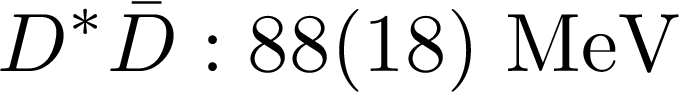 D* D̄ : 88(18) MeV